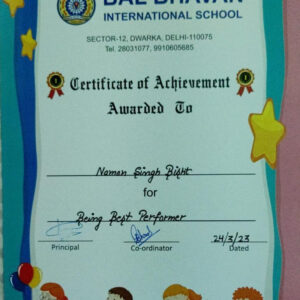 BAL BHAVAN
INTERNATIONAL SCHOOL
SECTOR-12, DWARKA, DELHI-110075
Tel. 28031077, 9910605685
Certificate of Achievement
Awarded To
Naman Singh Bisht
for
Being Best Performer
24/3/23
Principal Co-ordinator Dated